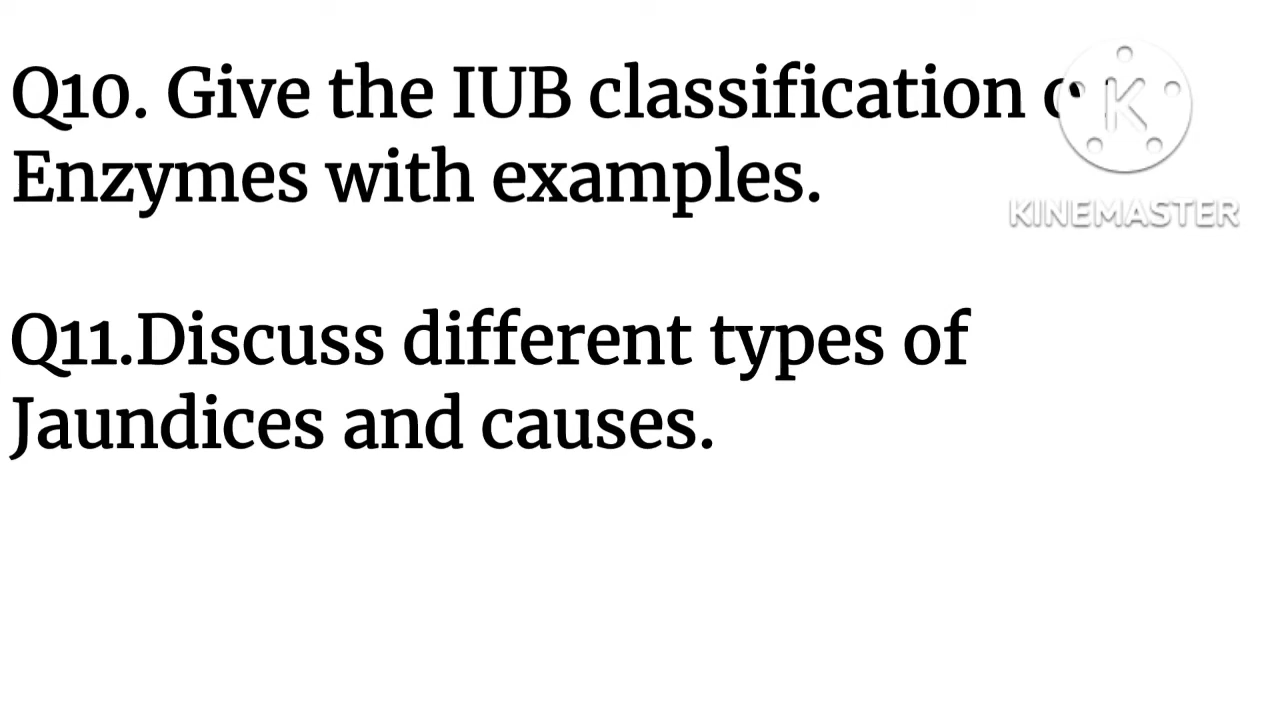 Q10. Give the IUB classification
Enzymes with examples.
KINEMASTER
Q11.Discuss different types of
Jaundices and causes.